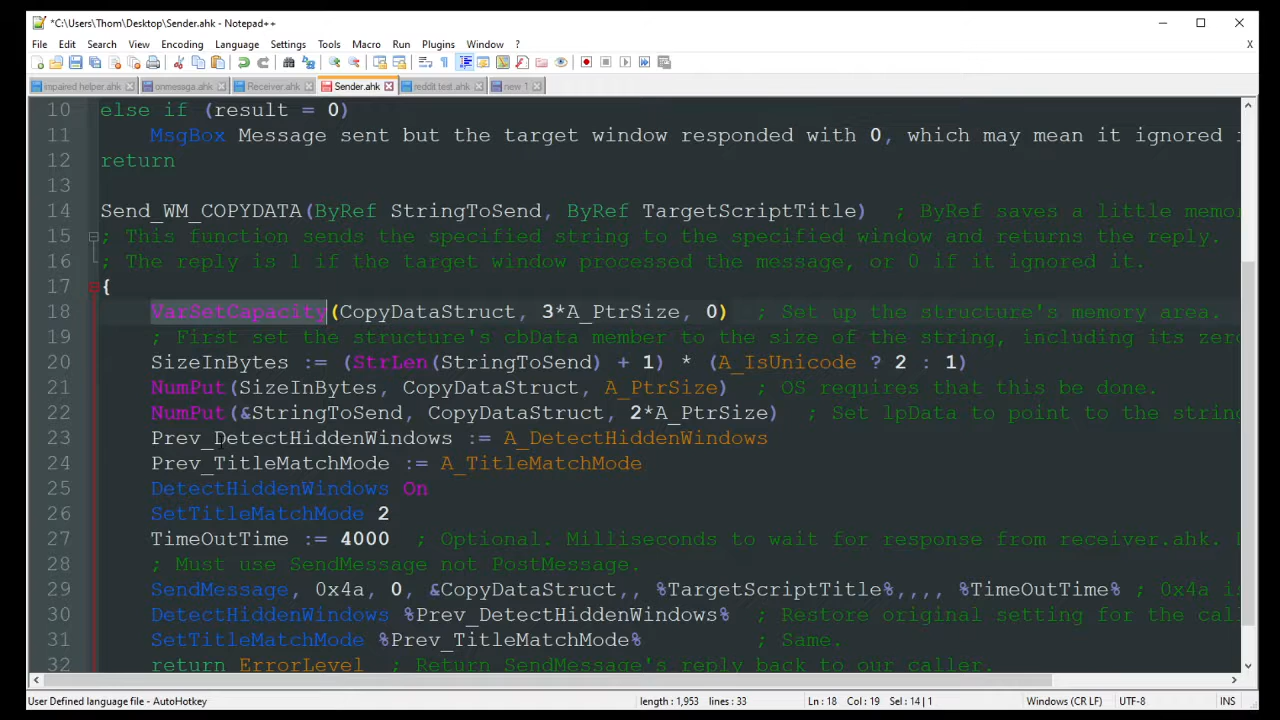 *C:\Users\Thom\Desktop\Sender.ahk - Notepad++
File Edit Search View Encoding Language Settings Tools Macro Run Plugins Window ? X
impaired helper.ahk onmesaga.ahk Receiver.ahk Sender.ahk reddit test.ahk new 1
10 else if (result = 0)
11 MsgBox Message sent but the target window responded with 0, which may mean it ignored
12 return
13
14 Send_WM_COPYDATA(ByRef StringToSend, ByRef TargetScriptTitle) ; ByRef saves a little memor
15 ; This function sends the specified string to the specified window and returns the reply.
16 ; The reply is 1 if the target window processed the message, or 0 if it ignored it.
17 {
18 VarSetCapacity(CopyDataStruct, 3*A_PtrSize, 0) ; Set up the structure's memory area.
19 ; First set the structure's cbData member to the size of the string, including its zero
20 SizeInBytes := (StrLen(StringToSend) + 1) * (A_IsUnicode ? 2 : 1)
21 NumPut(SizeInBytes, CopyDataStruct, A_PtrSize) ; OS requires that this be done.
22 NumPut(&StringToSend, CopyDataStruct, 2*A_PtrSize) ; Set lpData to point to the string
23 Prev_DetectHiddenWindows := A_DetectHiddenWindows
24 Prev_TitleMatchMode := A_TitleMatchMode
25 DetectHiddenWindows On
26 SetTitleMatchMode 2
27 TimeOutTime := 4000 ; Optional. Milliseconds to wait for response from receiver.ahk.
28 ; Must use SendMessage not PostMessage.
29 SendMessage, 0x4a, 0, &CopyDataStruct,, %TargetScriptTitle%,,,, %TimeOutTime% ; 0x4a i
30 DetectHiddenWindows %Prev_DetectHiddenWindows% ; Restore original setting for the call
31 SetTitleMatchMode %Prev_TitleMatchMode% ; Same.
32 return ErrorLevel ; Return SendMessage's reply back to our caller.
User Defined language file - AutoHotkey length : 1,953 lines : 33 Ln : 18 Col : 19 Sel : 14 | 1 Windows (CR LF) UTF-8 INS